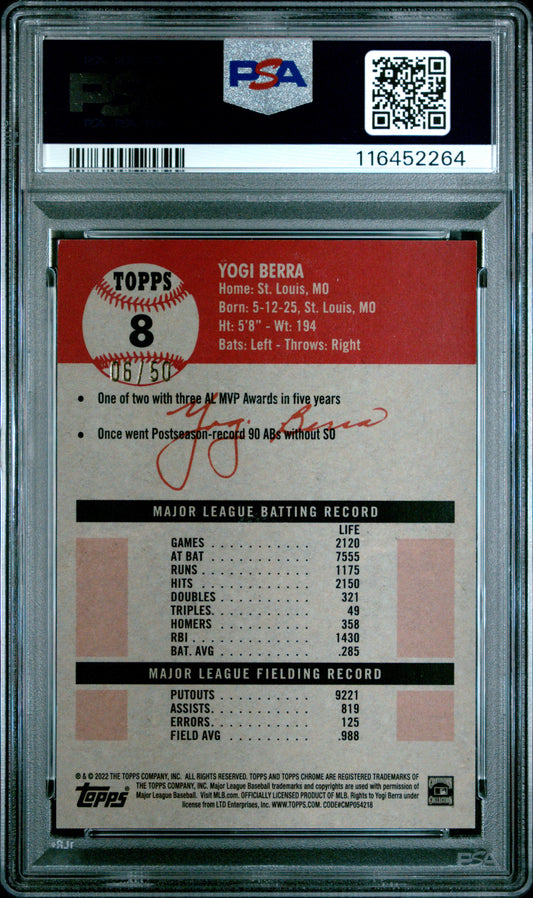 PSA
PSA
116452264
TOPPS
8
06/50
YOGI BERRA
Home: St. Louis, MO
Born: 5-12-25, St. Louis, MO
Ht: 5'8" - Wt: 194
Bats: Left - Throws: Right
• One of two with three AL MVP Awards in five years
Yogi Berra
• Once went Postseason-record 90 ABs without SO
MAJOR LEAGUE BATTING RECORD
LIFE
GAMES . . . . . . . . . . . 2120
AT BAT . . . . . . . . . . . 7555
RUNS . . . . . . . . . . . 1175
HITS . . . . . . . . . . . 2150
DOUBLES . . . . . . . . . . 321
TRIPLES. . . . . . . . . . . 49
HOMERS . . . . . . . . . . 358
RBI . . . . . . . . . . . . 1430
BAT. AVG . . . . . . . . . . .285
MAJOR LEAGUE FIELDING RECORD
PUTOUTS . . . . . . . . . . 9221
ASSISTS. . . . . . . . . . . 819
ERRORS. . . . . . . . . . . 125
FIELD AVG . . . . . . . . . .988
® & © 2022 THE TOPPS COMPANY, INC. ALL RIGHTS RESERVED. TOPPS AND TOPPS CHROME ARE REGISTERED TRADEMARKS OF
THE TOPPS COMPANY, INC. Major League Baseball trademarks and copyrights are used with permission of
Major League Baseball. Visit MLB.com. OFFICIALLY LICENSED PRODUCT OF MLB. Rights to Yogi Berra under
license from LTD Enterprises, Inc. WWW.TOPPS.COM. CODE#CMP054218
Topps
PSA